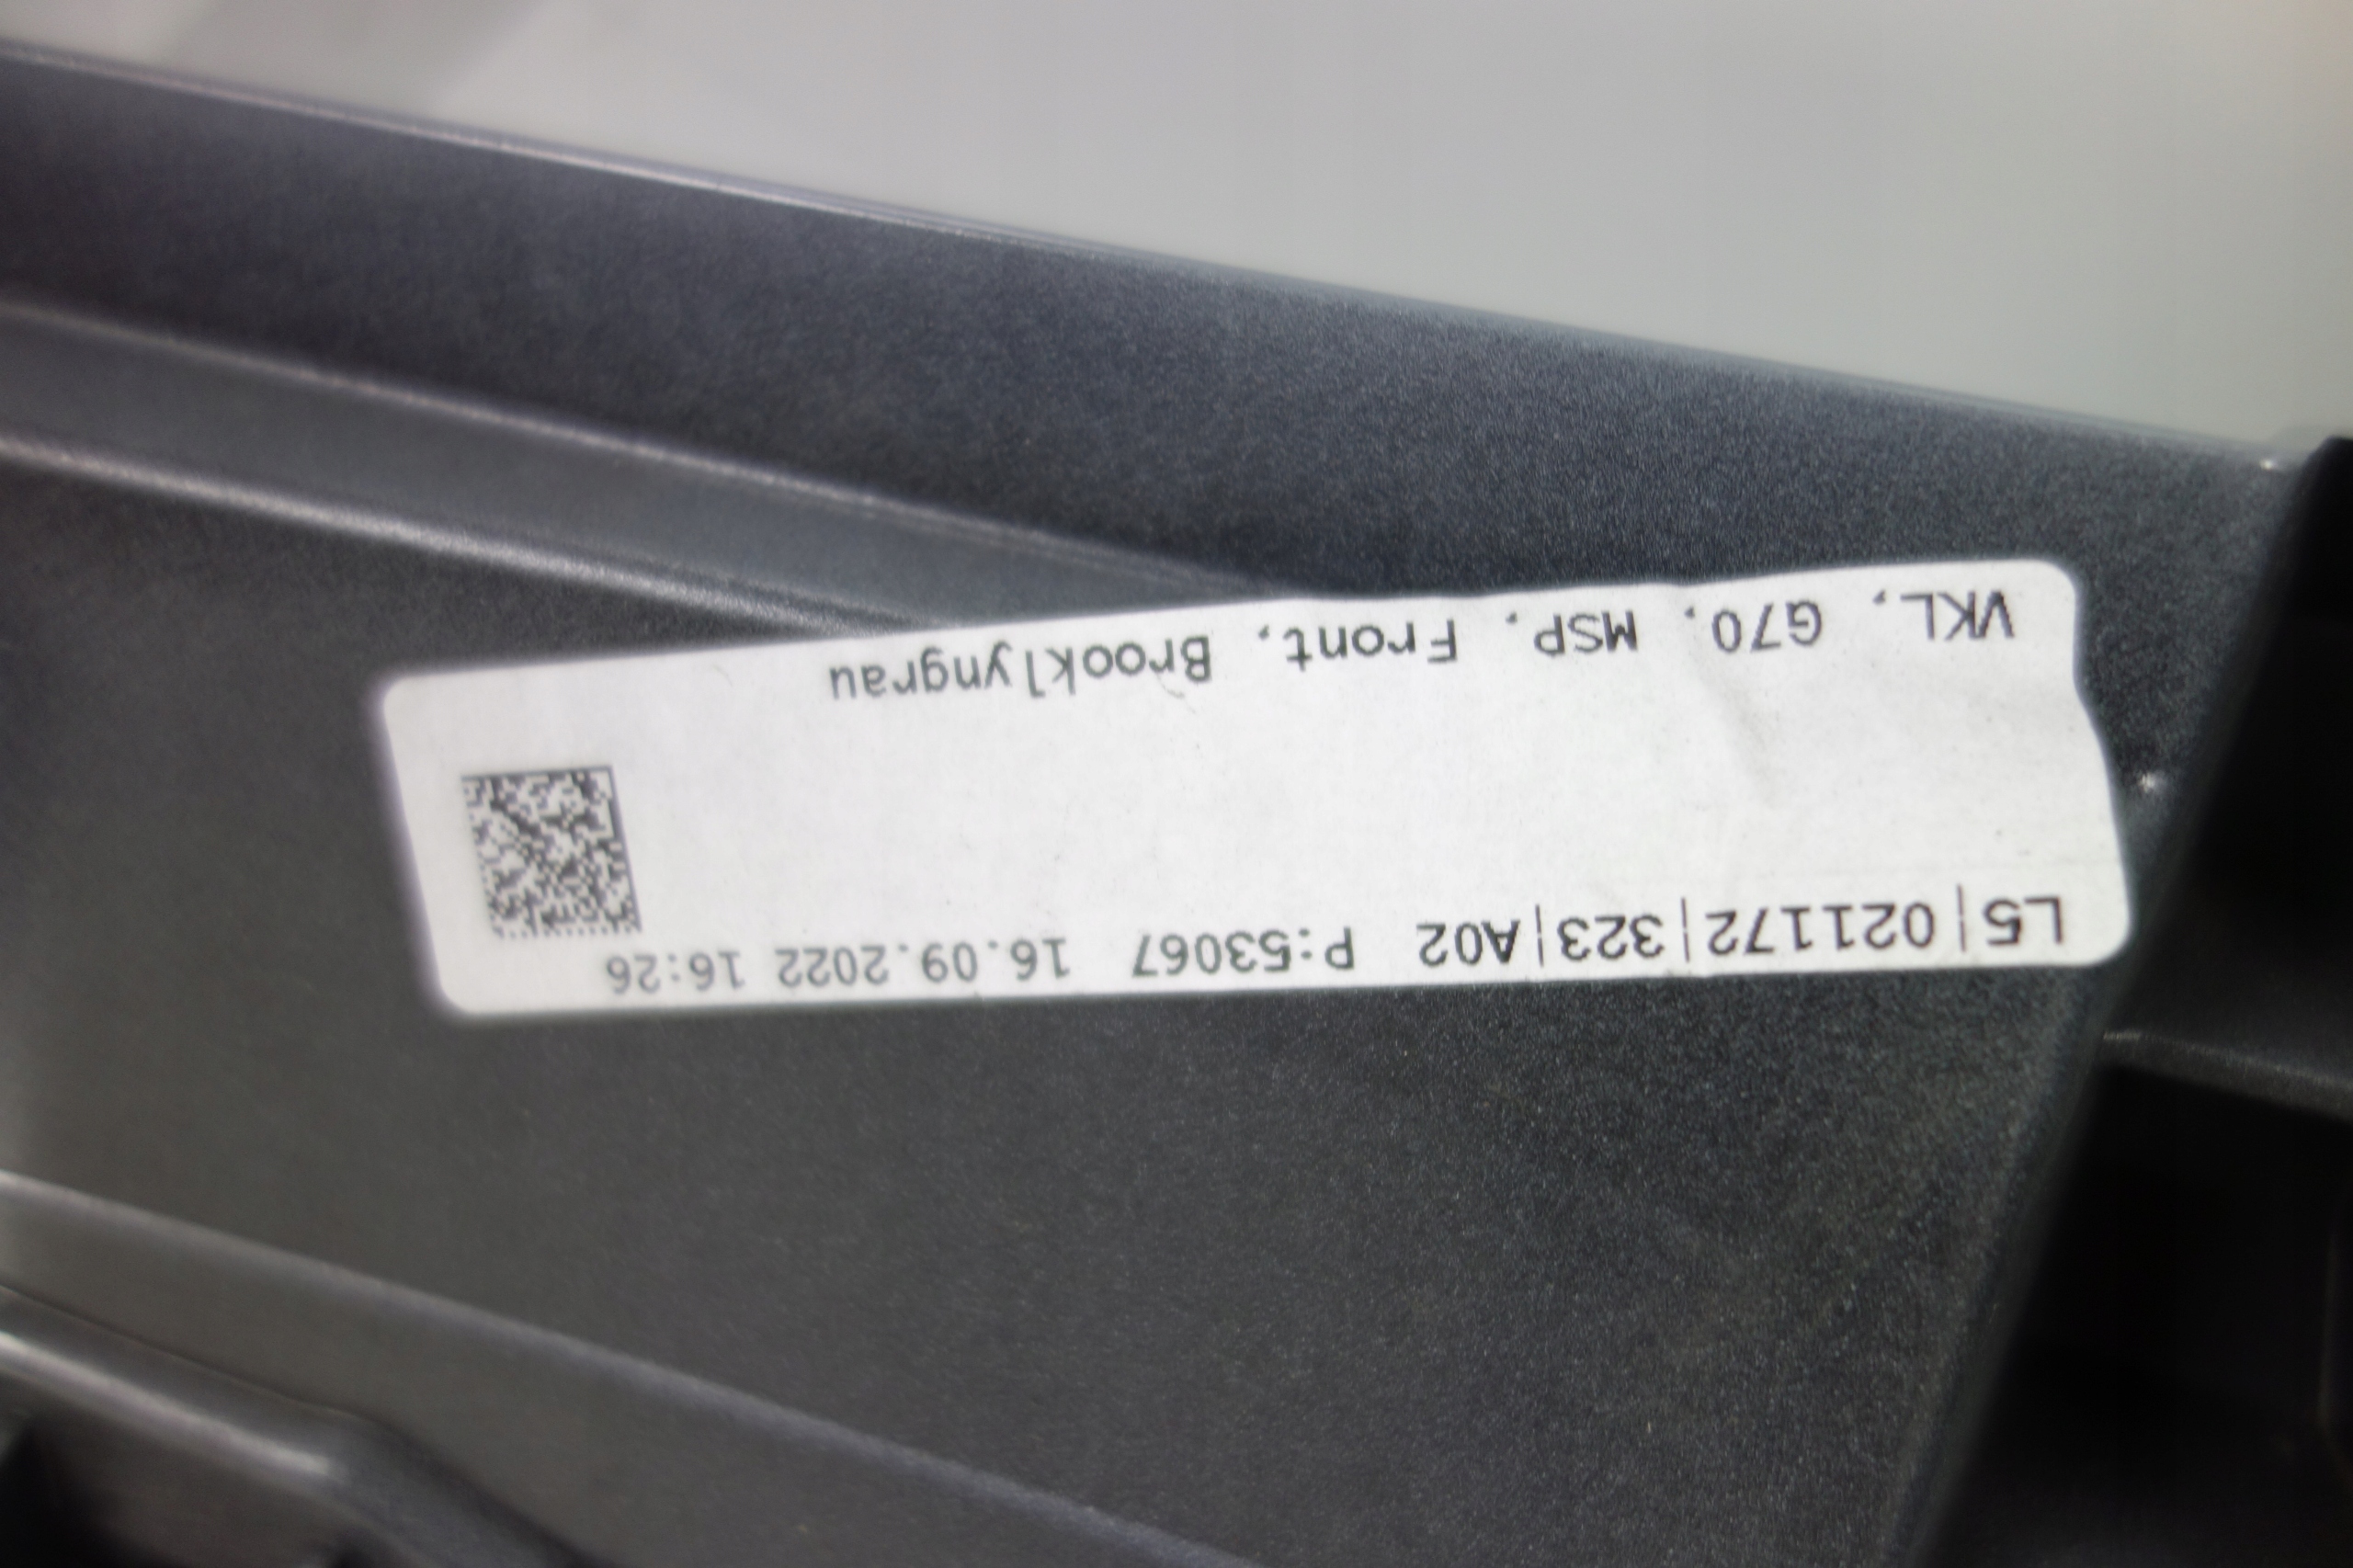 L5|021172|323|A02 P:53067 16.09.2022 16:26
VKL, G70, MSP, Front, Brooklyngrau